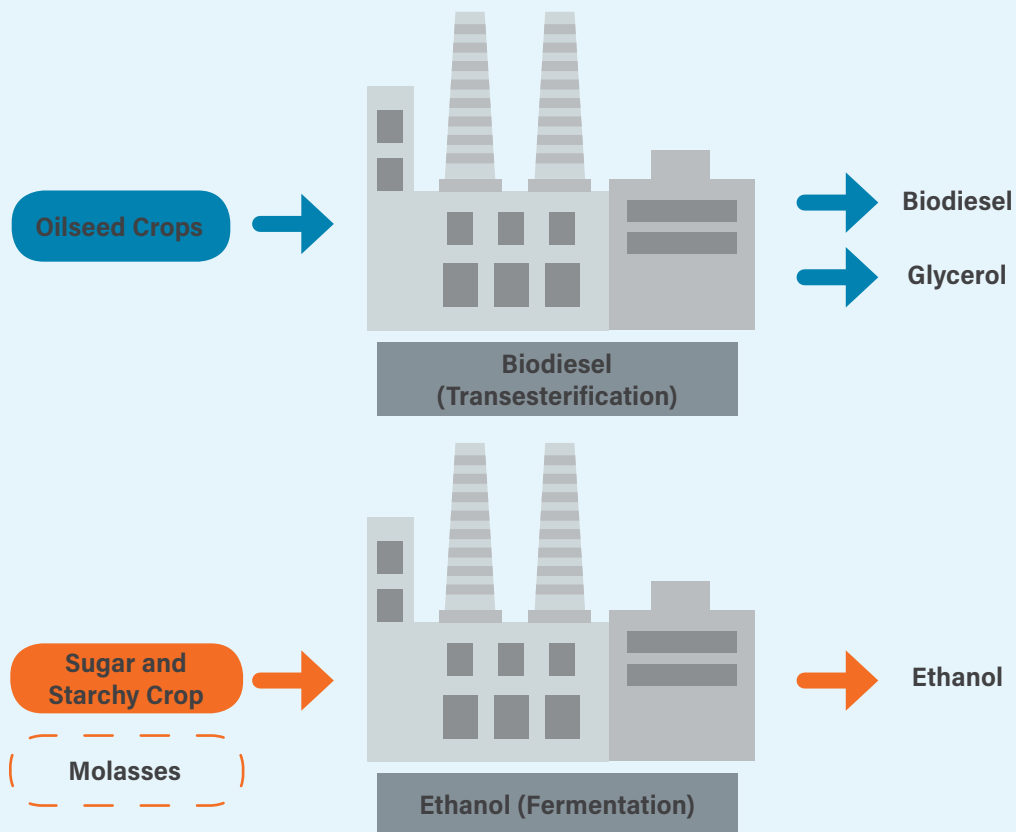 Oilseed Crops
Biodiesel
Glycerol
Biodiesel
(Transesterification)
Sugar and
Starchy Crop
Ethanol
Molasses
Ethanol (Fermentation)